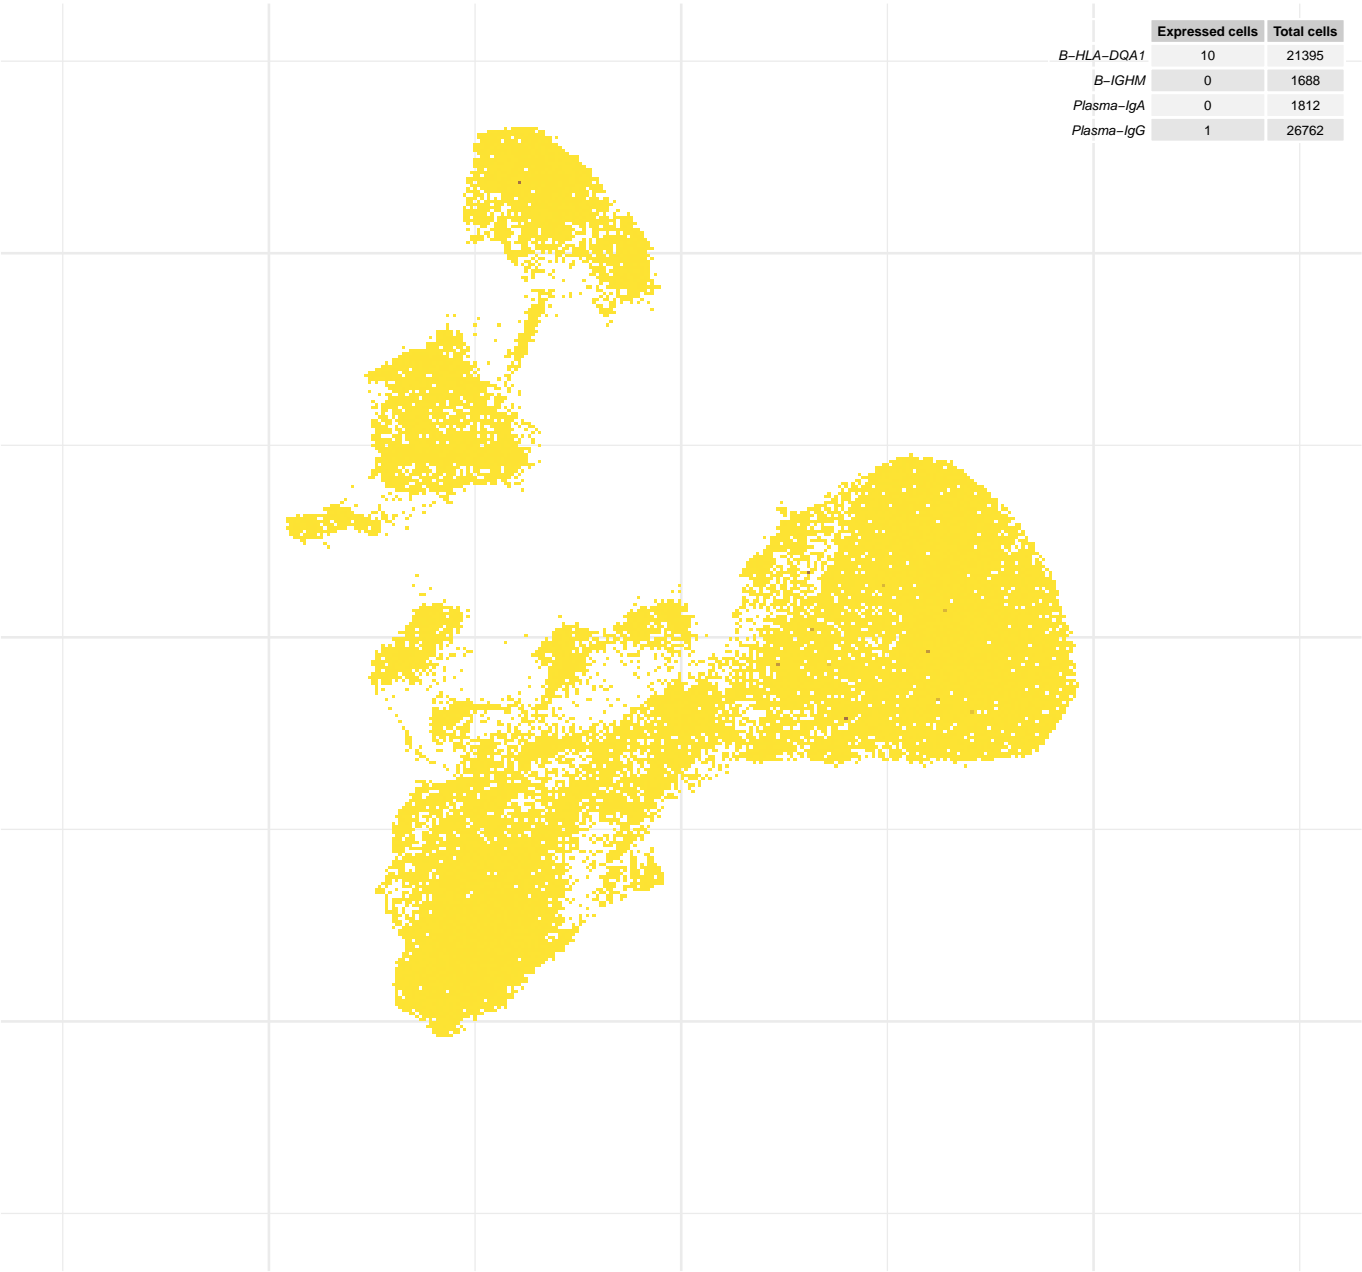 Expressed cells Total cells
B−HLA−DQA1 10 21395
B−IGHM 0 1688
Plasma−IgA 0 1812
Plasma−IgG 1 26762